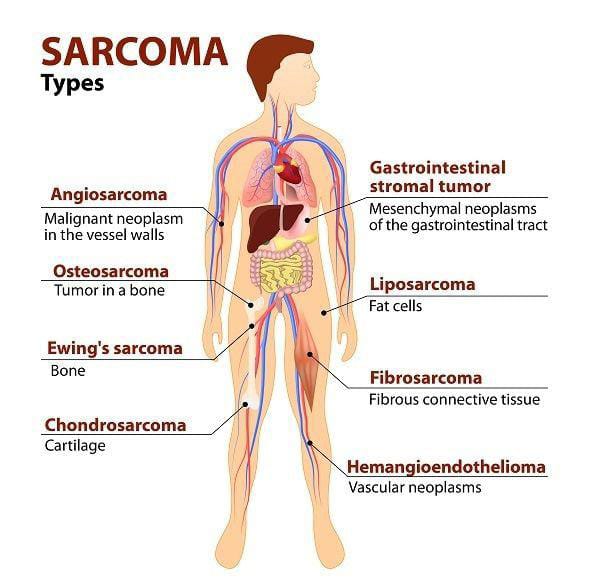 SARCOMA
Types
Angiosarcoma
Malignant neoplasm
in the vessel walls
Osteosarcoma
Tumor in a bone
Ewing's sarcoma
Bone
Chondrosarcoma
Cartilage
Gastrointestinal
stromal tumor
Mesenchymal neoplasms
of the gastrointestinal tract
Liposarcoma
Fat cells
Fibrosarcoma
Fibrous connective tissue
Hemangioendothelioma
Vascular neoplasms